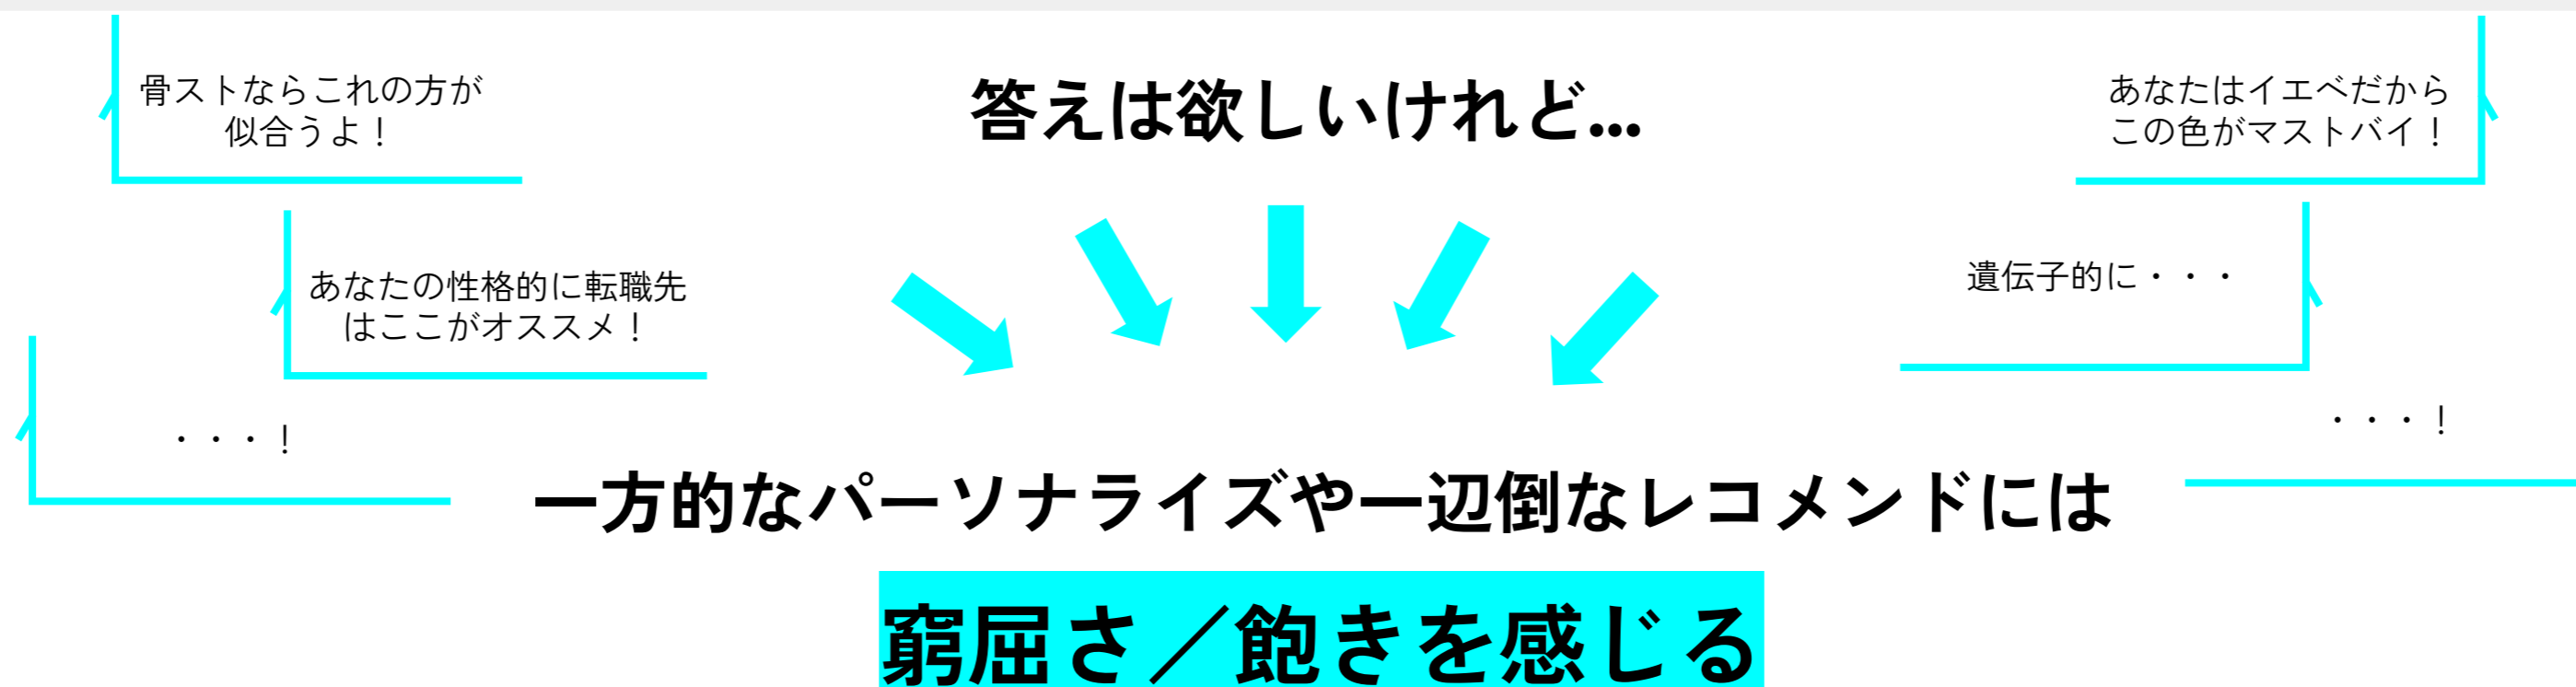 骨ストならこれの方が
似合うよ！
答えは欲しいけれど...
あなたはイエベだから
この色がマストバイ！
あなたの性格的に転職先
はここがオススメ！
遺伝子的に・・・
・・・！
・・・！
一方的なパーソナライズや一辺倒なレコメンドには
窮屈さ／飽きを感じる